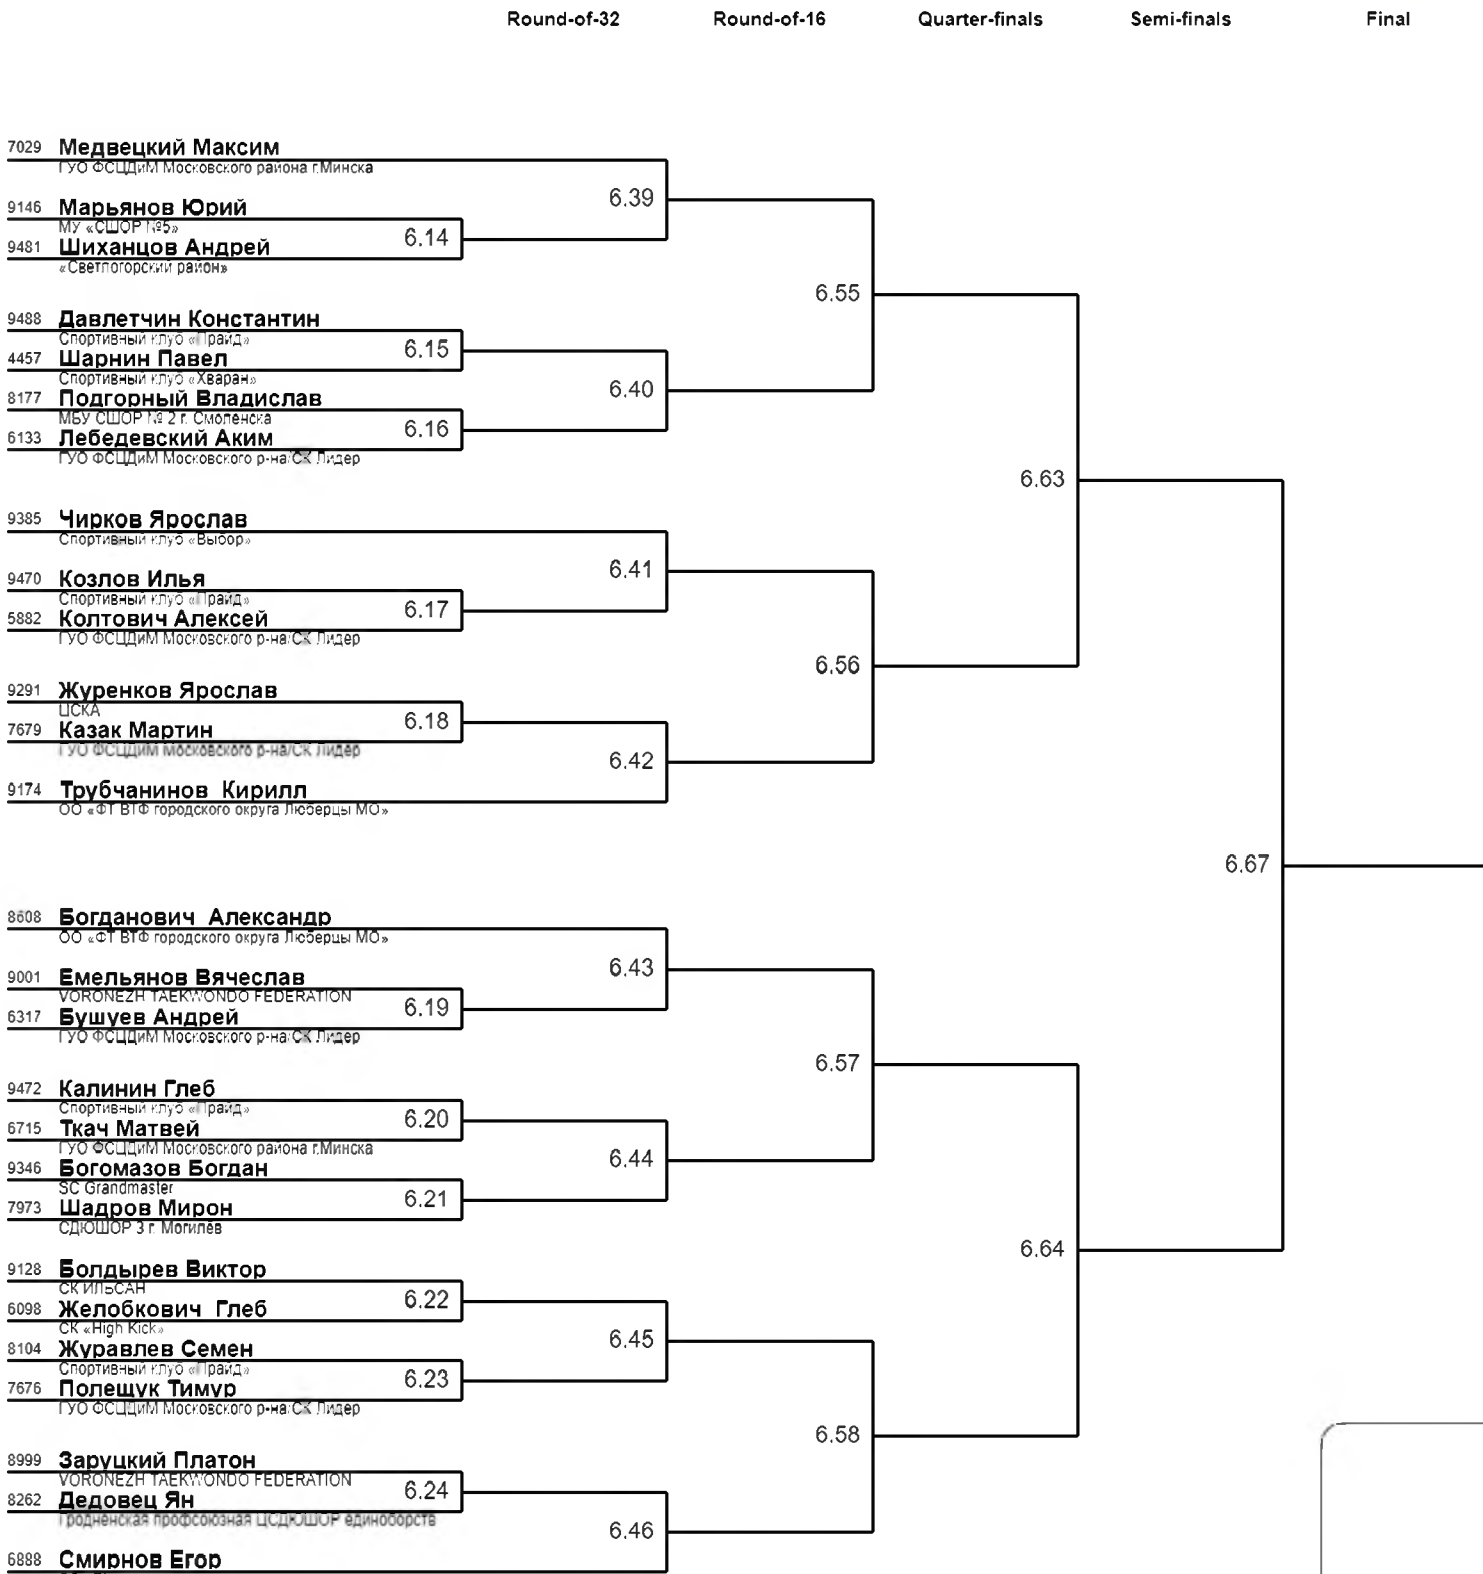 Round-of-32 Round-of-16 Quarter-finals Semi-finals Final
7029 Медвецкий Максим
ГУО ФСЦДиМ Московского района г.Минска
6.39
9146 Марьянов Юрий
МУ «СШОР №5»
6.14
9481 Шиханцов Андрей
«Светлогорский район»
6.55
9488 Давлетчин Константин
Спортивный клуб «Прайд»
6.15
4457 Шарнин Павел
Спортивный клуб «Хваран»
6.40
8177 Подгорный Владислав
МБУ СШОР № 2 г. Смоленска
6.16
6133 Лебедевский Аким
ГУО ФСЦДиМ Московского р-на/СК Лидер
6.63
9385 Чирков Ярослав
Спортивный клуб «Выбор»
6.41
9470 Козлов Илья
Спортивный клуб «Прайд»
6.17
5882 Колтович Алексей
ГУО ФСЦДиМ Московского р-на/СК Лидер
6.56
9291 Журенков Ярослав
ЦСКА
6.18
7679 Казак Мартин
ГУО ФСЦДиМ Московского р-на/СК Лидер
6.42
9174 Трубчанинов Кирилл
ОО «ФТ ВТФ городского округа Люберцы МО»
6.67
8608 Богданович Александр
ОО «ФТ ВТФ городского округа Люберцы МО»
6.43
9001 Емельянов Вячеслав
VORONEZH TAEKWONDO FEDERATION
6.19
6317 Бушуев Андрей
ГУО ФСЦДиМ Московского р-на/СК Лидер
6.57
9472 Калинин Глеб
Спортивный клуб «Прайд»
6.20
6715 Ткач Матвей
ГУО ФСЦДиМ Московского района г.Минска
6.44
9346 Богомазов Богдан
SC Grandmaster
6.21
7973 Шадров Мирон
СДЮШОР 3 г. Могилёв
6.64
9128 Болдырев Виктор
СК ИЛЬСАН
6.22
6098 Желобкович Глеб
СК «High Kick»
6.45
8104 Журавлев Семен
Спортивный клуб «Прайд»
6.23
7676 Полещук Тимур
ГУО ФСЦДиМ Московского р-на/СК Лидер
6.58
8999 Заруцкий Платон
VORONEZH TAEKWONDO FEDERATION
6.24
8262 Дедовец Ян
Гродненская профсоюзная ЦСДЮШОР единоборств
6.46
6888 Смирнов Егор